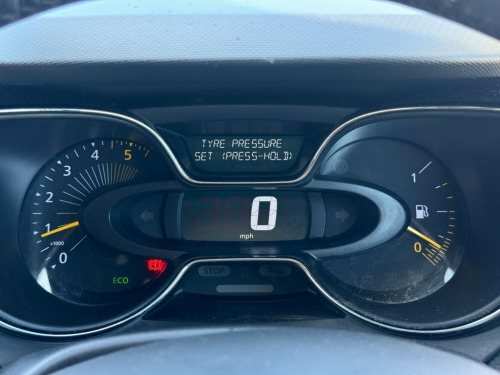 TYRE PRESSURE
SET (PRESS-HOLD)
0
1
2
3
4
5
x1000
ECO
0
mph
STOP
1
0